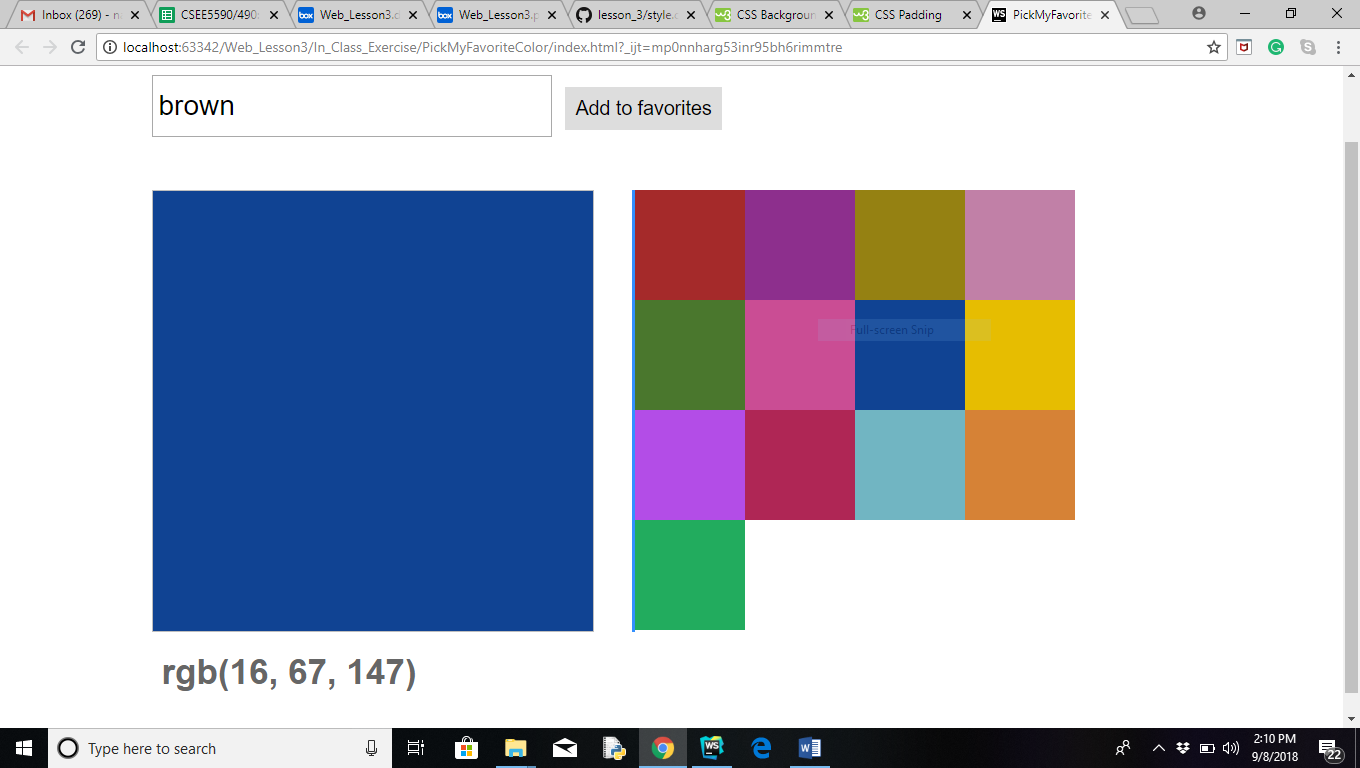 Inbox (269) - n
CSEE5590/490
Web_Lesson3.d
Web_Lesson3.p
lesson_3/style.c
CSS Backgroun
CSS Padding
PickMyFavorite
localhost:63342/Web_Lesson3/In_Class_Exercise/PickMyFavoriteColor/index.html?_ijt=mp0nnharg53inr95bh6rimmtre
brown
Add to favorites
Full-screen Snip
rgb(16, 67, 147)
Type here to search
2:10 PM
9/8/2018
22